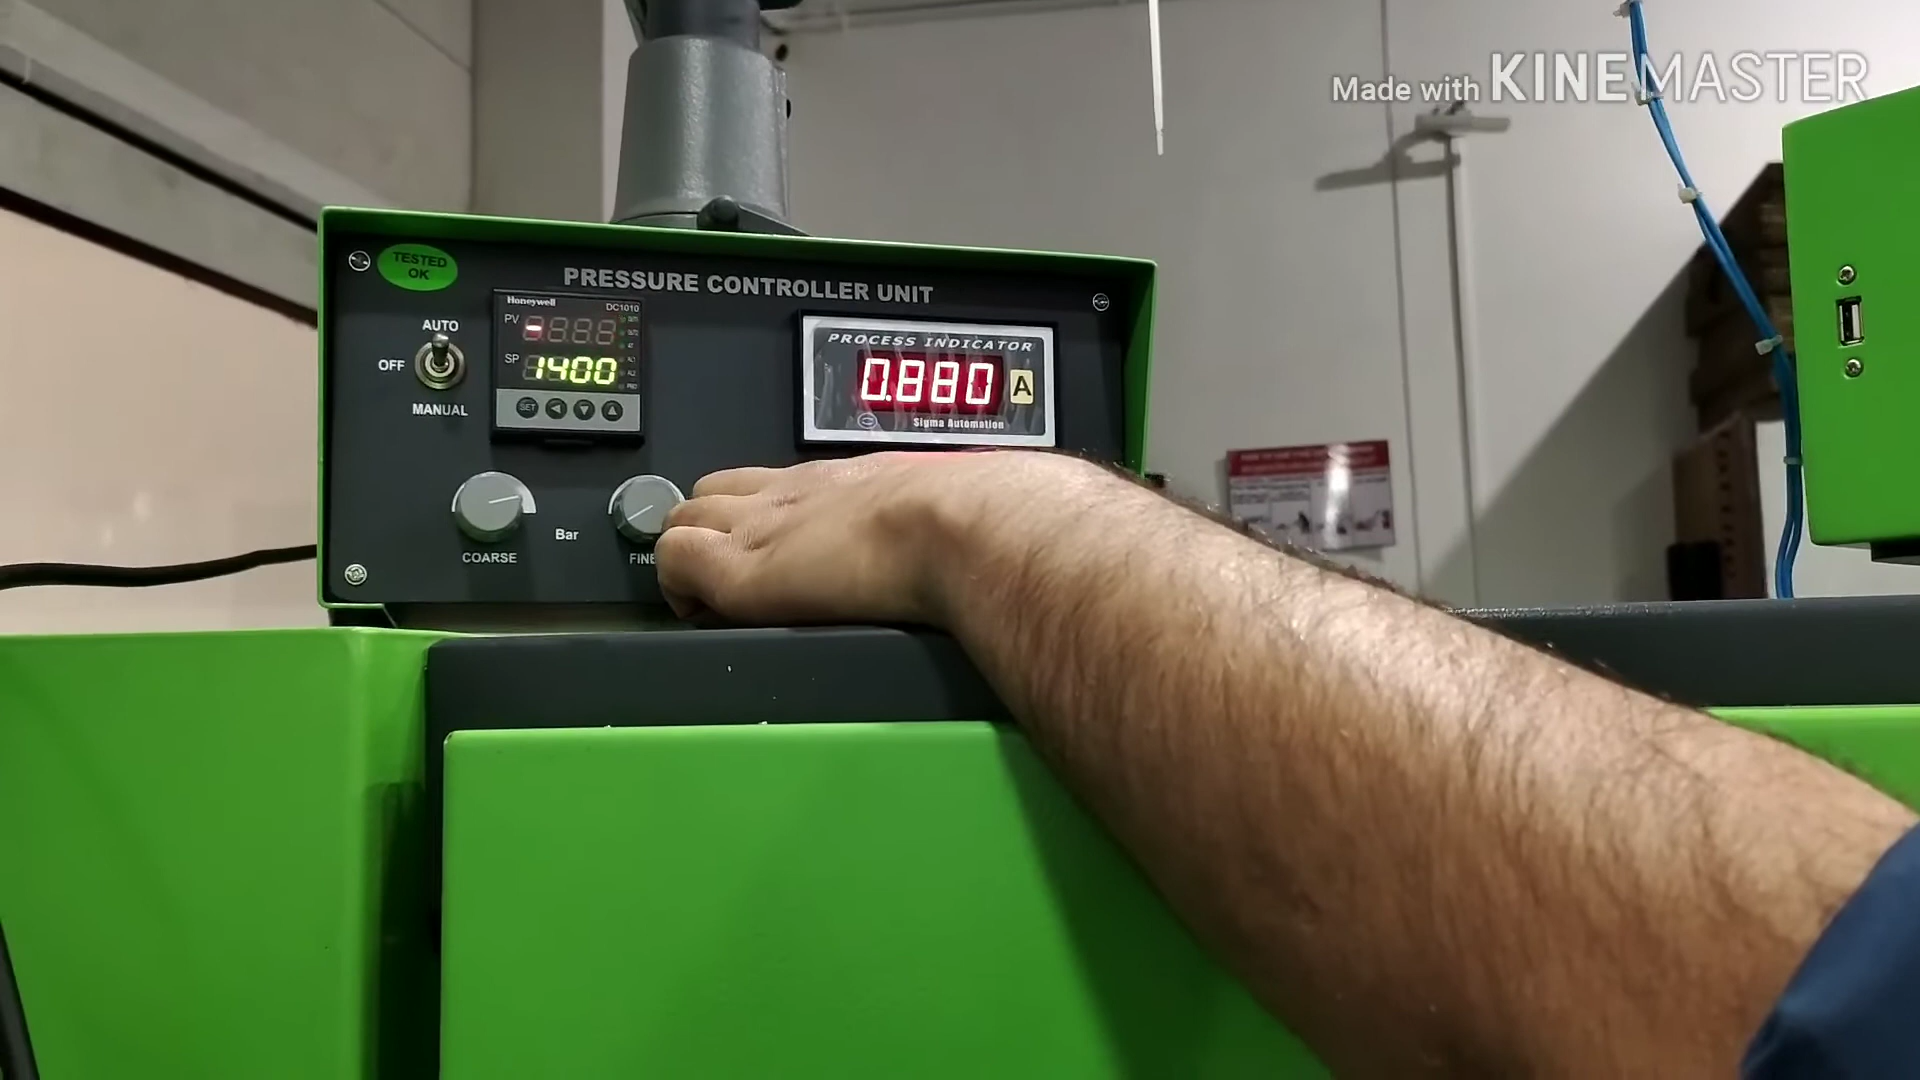 Made with KINEMASTER
TESTED
OK
PRESSURE CONTROLLER UNIT
AUTO
OFF
MANUAL
Honeywell
DC1010
PV
SP
1400
SET
PROCESS INDICATOR
0.880
A
Sigma Automation
COARSE
Bar
FINE